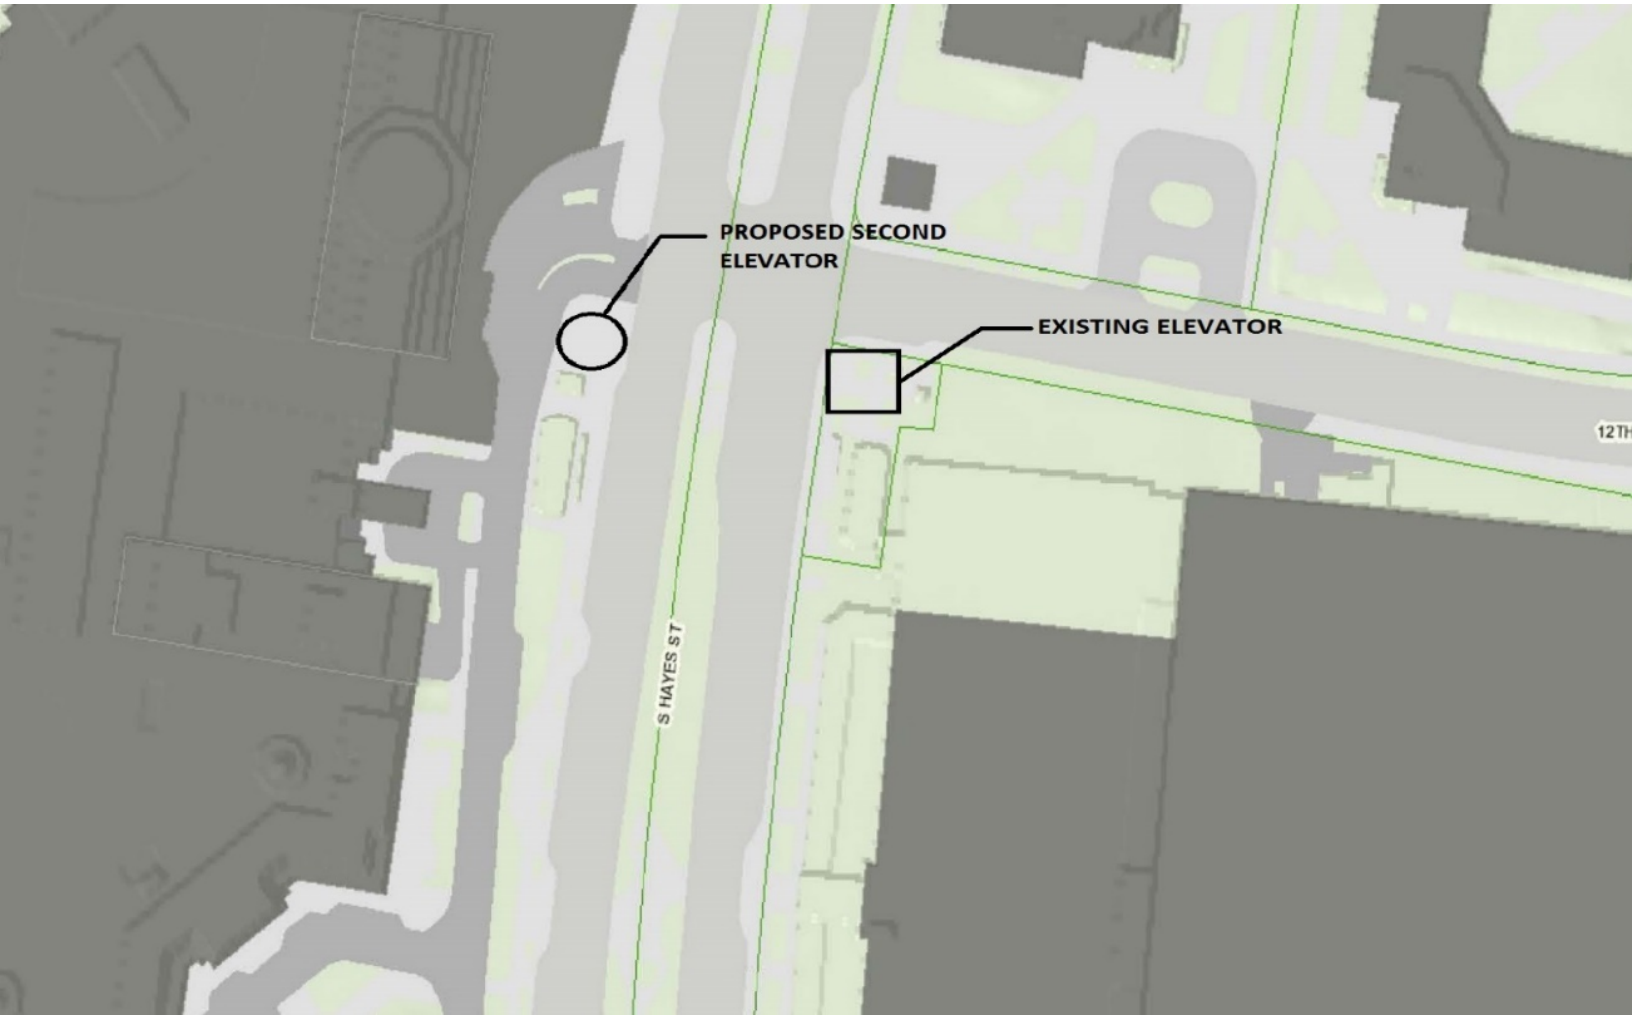 PROPOSED SECOND
ELEVATOR
EXISTING ELEVATOR
12TH
S HAYES ST